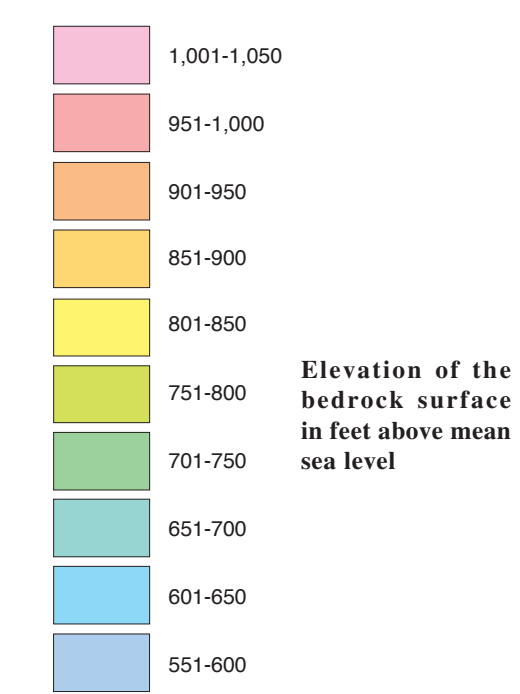 1,001-1,050
951-1,000
901-950
851-900
801-850
751-800
701-750
651-700
601-650
551-600
Elevation of the
bedrock surface
in feet above mean
sea level